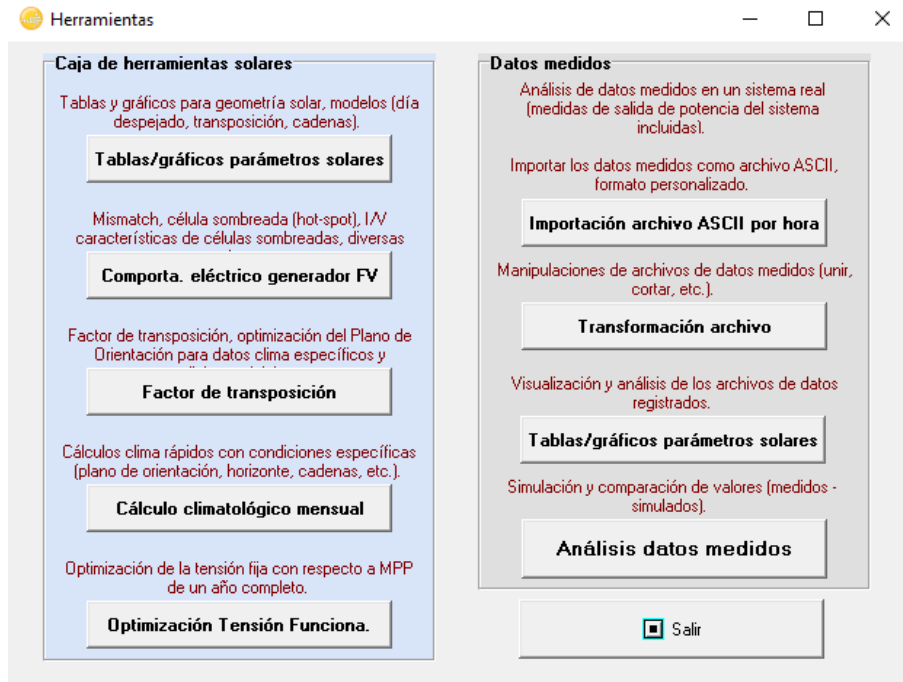 Herramientas
Caja de herramientas solares
Tablas y gráficos para geometría solar, modelos (día
despejado, transposición, cadenas).
Tablas/gráficos parámetros solares
Mismatch, célula sombreada (hot-spot), I/V
características de células sombreadas, diversas
Comporta. eléctrico generador FV
Factor de transposición, optimización del Plano de
Orientación para datos clima específicos y
Factor de transposición
Cálculos clima rápidos con condiciones específicas
(plano de orientación, horizonte, cadenas, etc.).
Cálculo climatológico mensual
Optimización de la tensión fija con respecto a MPP
de un año completo.
Optimización Tensión Funciona.
Datos medidos
Análisis de datos medidos en un sistema real
(medidas de salida de potencia del sistema
incluidas).
Importar los datos medidos como archivo ASCII,
formato personalizado.
Importación archivo ASCII por hora
Manipulaciones de archivos de datos medidos (unir,
cortar, etc.).
Transformación archivo
Visualización y análisis de los archivos de datos
registrados.
Tablas/gráficos parámetros solares
Simulación y comparación de valores (medidos -
simulados).
Análisis datos medidos
Salir